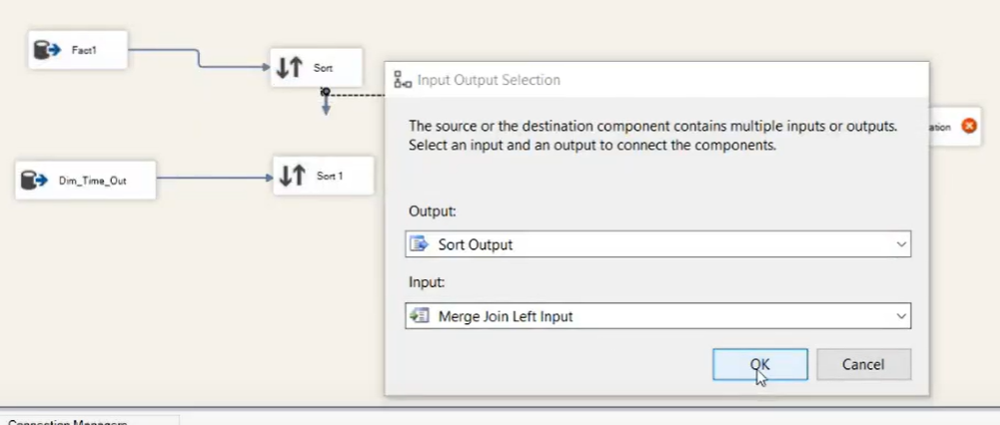 Fact1
Sort
Input Output Selection
The source or the destination component contains multiple inputs or outputs.
Select an input and an output to connect the components.
ation
Dim_Time_Out
Sort 1
Output:
Sort Output
Input:
Merge Join Left Input
OK
Cancel
Connection Managers